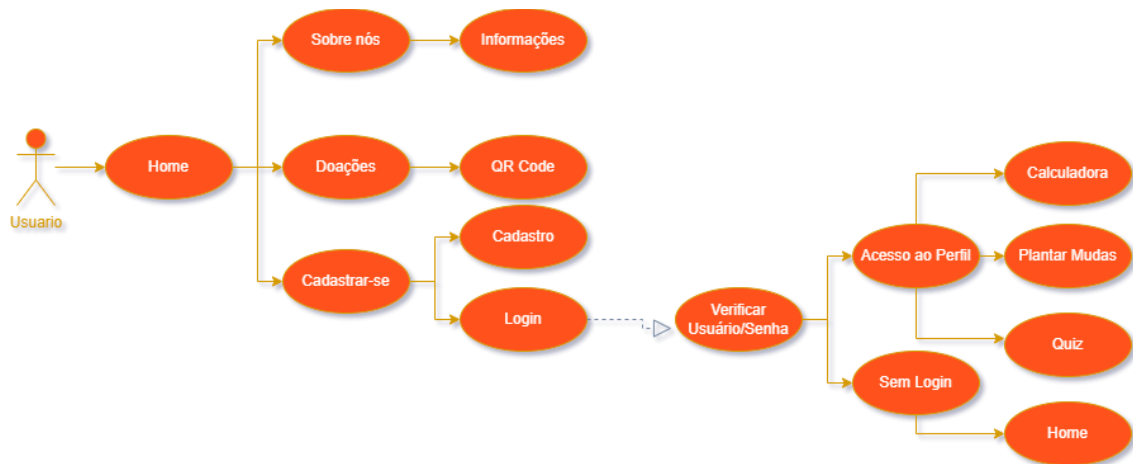 Sobre nós
Informações
Home
Doações
QR Code
Usuario
Cadastrar-se
Cadastro
Login
Verificar
Usuário/Senha
Calculadora
Acesso ao Perfil
Plantar Mudas
Quiz
Sem Login
Home